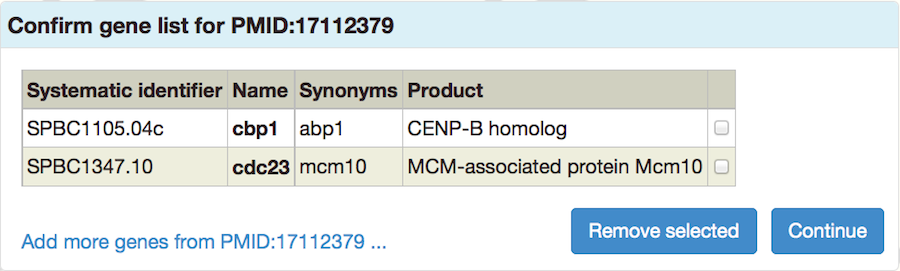 Confirm gene list for PMID:17112379
Systematic identifier Name Synonyms Product
SPBC1105.04c cbp1 abp1 CENP-B homolog
SPBC1347.10 cdc23 mcm10 MCM-associated protein Mcm10
Add more genes from PMID:17112379 ... Remove selected Continue